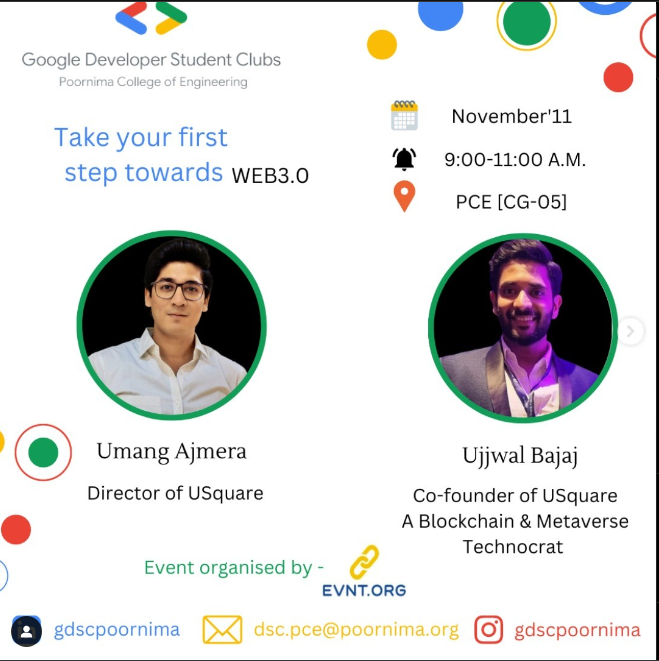 Google Developer Student Clubs
Poornima College of Engineering
Take your first
step towards WEB3.0
November'11
9:00-11:00 A.M.
PCE [CG-05]
Umang Ajmera
Director of USquare
Ujjwal Bajaj
Co-founder of USquare
A Blockchain & Metaverse
Technocrat
Event organised by -
EVNT.ORG
gdscpoornima
dsc.pce@poornima.org
gdscpoornima